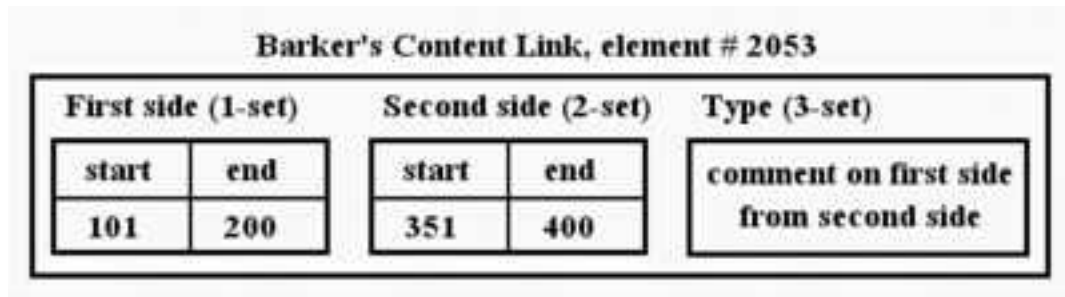 Barker's Content Link, element # 2053
First side (1-set) Second side (2-set) Type (3-set)
start end start end comment on first side
101 200 351 400 from second side